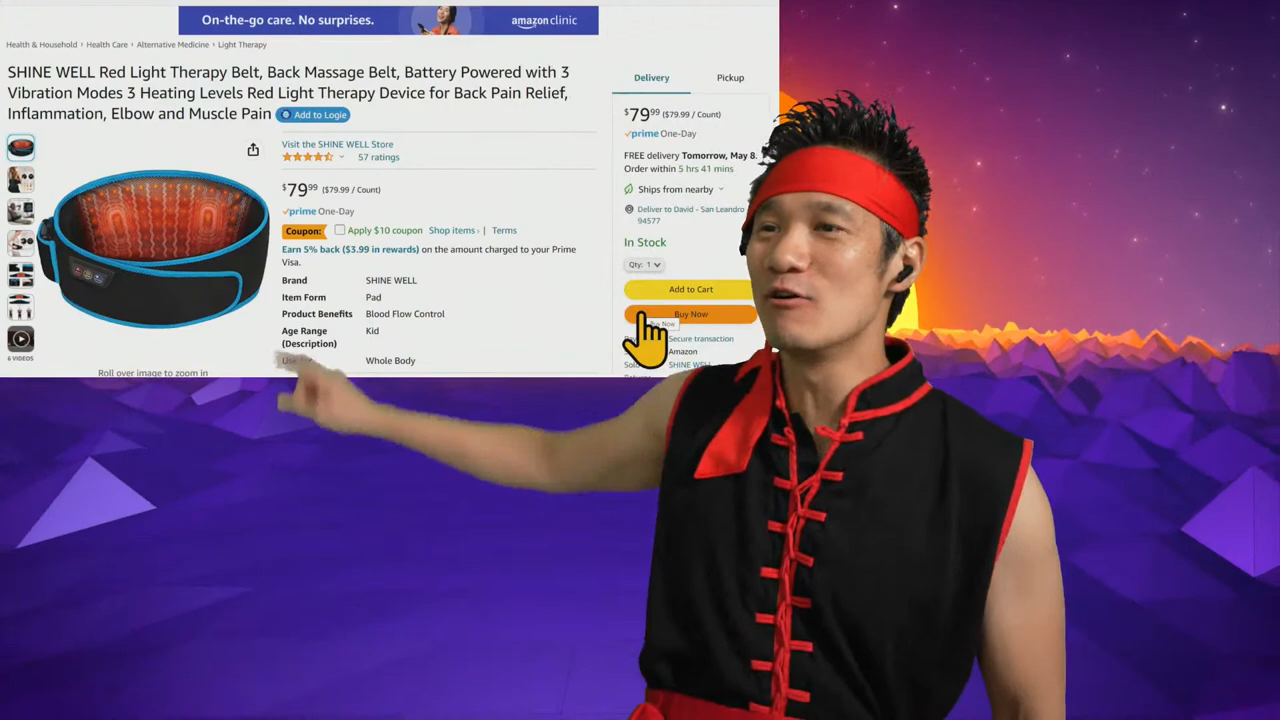 On-the-go care. No surprises.
amazon clinic
Health & Household › Health Care › Alternative Medicine › Light Therapy
SHINE WELL Red Light Therapy Belt, Back Massage Belt, Battery Powered with 3
Vibration Modes 3 Heating Levels Red Light Therapy Device for Back Pain Relief,
Inflammation, Elbow and Muscle Pain
Add to Logie
Visit the SHINE WELL Store
57 ratings
$79.99 ($79.99 / Count)
prime One-Day
Coupon: Apply $10 coupon Shop items › | Terms
Earn 5% back ($3.99 in rewards) on the amount charged to your Prime
Visa.
Brand SHINE WELL
Item Form Pad
Product Benefits Blood Flow Control
Age Range Kid
(Description)
Whole Body
6 VIDEOS
Roll over image to zoom in
Delivery Pickup
$79.99 ($79.99 / Count)
prime One-Day
FREE delivery Tomorrow, May 8.
Order within 5 hrs 41 mins
Ships from nearby
Deliver to David - San Leandro
94577
In Stock
Qty: 1
Add to Cart
Buy Now
Buy Now
Secure transaction
Amazon
SHINE WELL